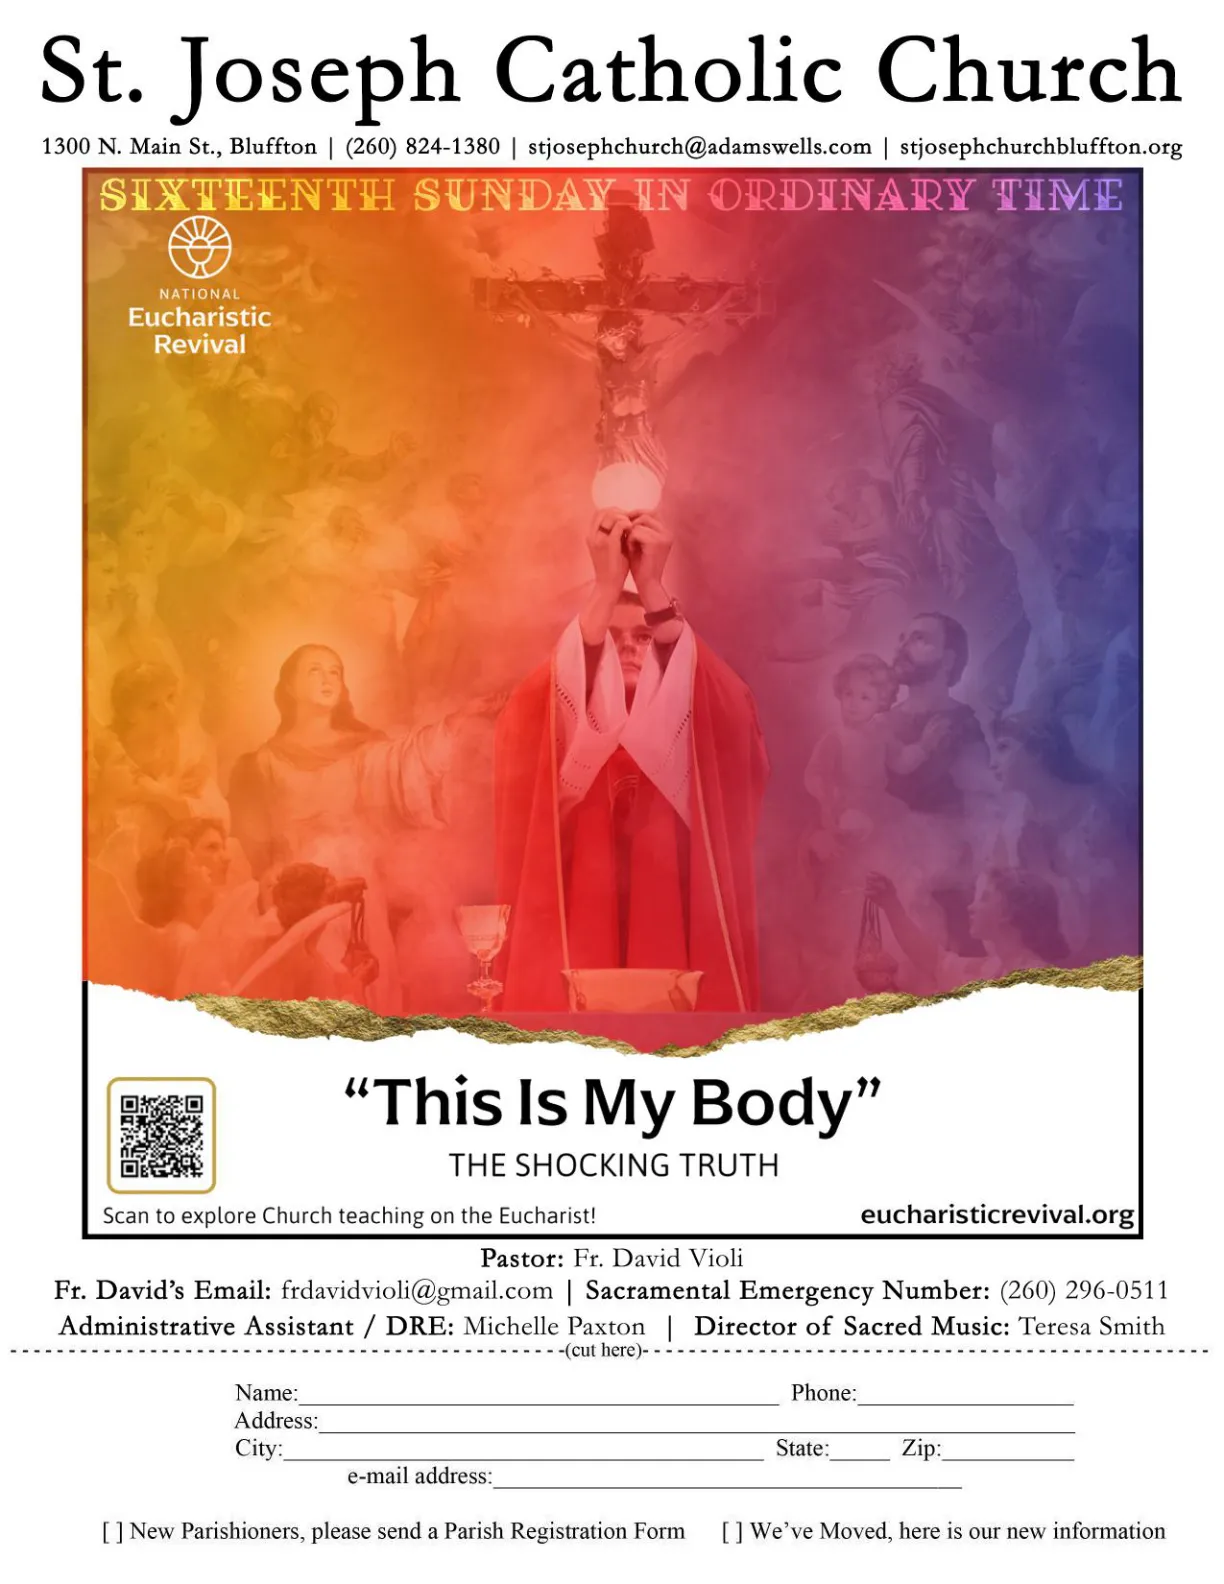 St. Joseph Catholic Church
1300 N. Main St., Bluffton | (260) 824-1380 | stjosephchurch@adamswells.com | stjosephchurchbluffton.org
SIXTEENTH SUNDAY IN ORDINARY TIME
NATIONAL
Eucharistic
Revival
“This Is My Body”
THE SHOCKING TRUTH
Scan to explore Church teaching on the Eucharist!
eucharisticrevival.org
Pastor: Fr. David Violi
Fr. David’s Email: frdavidvioli@gmail.com | Sacramental Emergency Number: (260) 296-0511
Administrative Assistant / DRE: Michelle Paxton | Director of Sacred Music: Teresa Smith
(cut here)
Name: Phone:
Address:
City: State: Zip:
e-mail address:
[ ] New Parishioners, please send a Parish Registration Form [ ] We’ve Moved, here is our new information